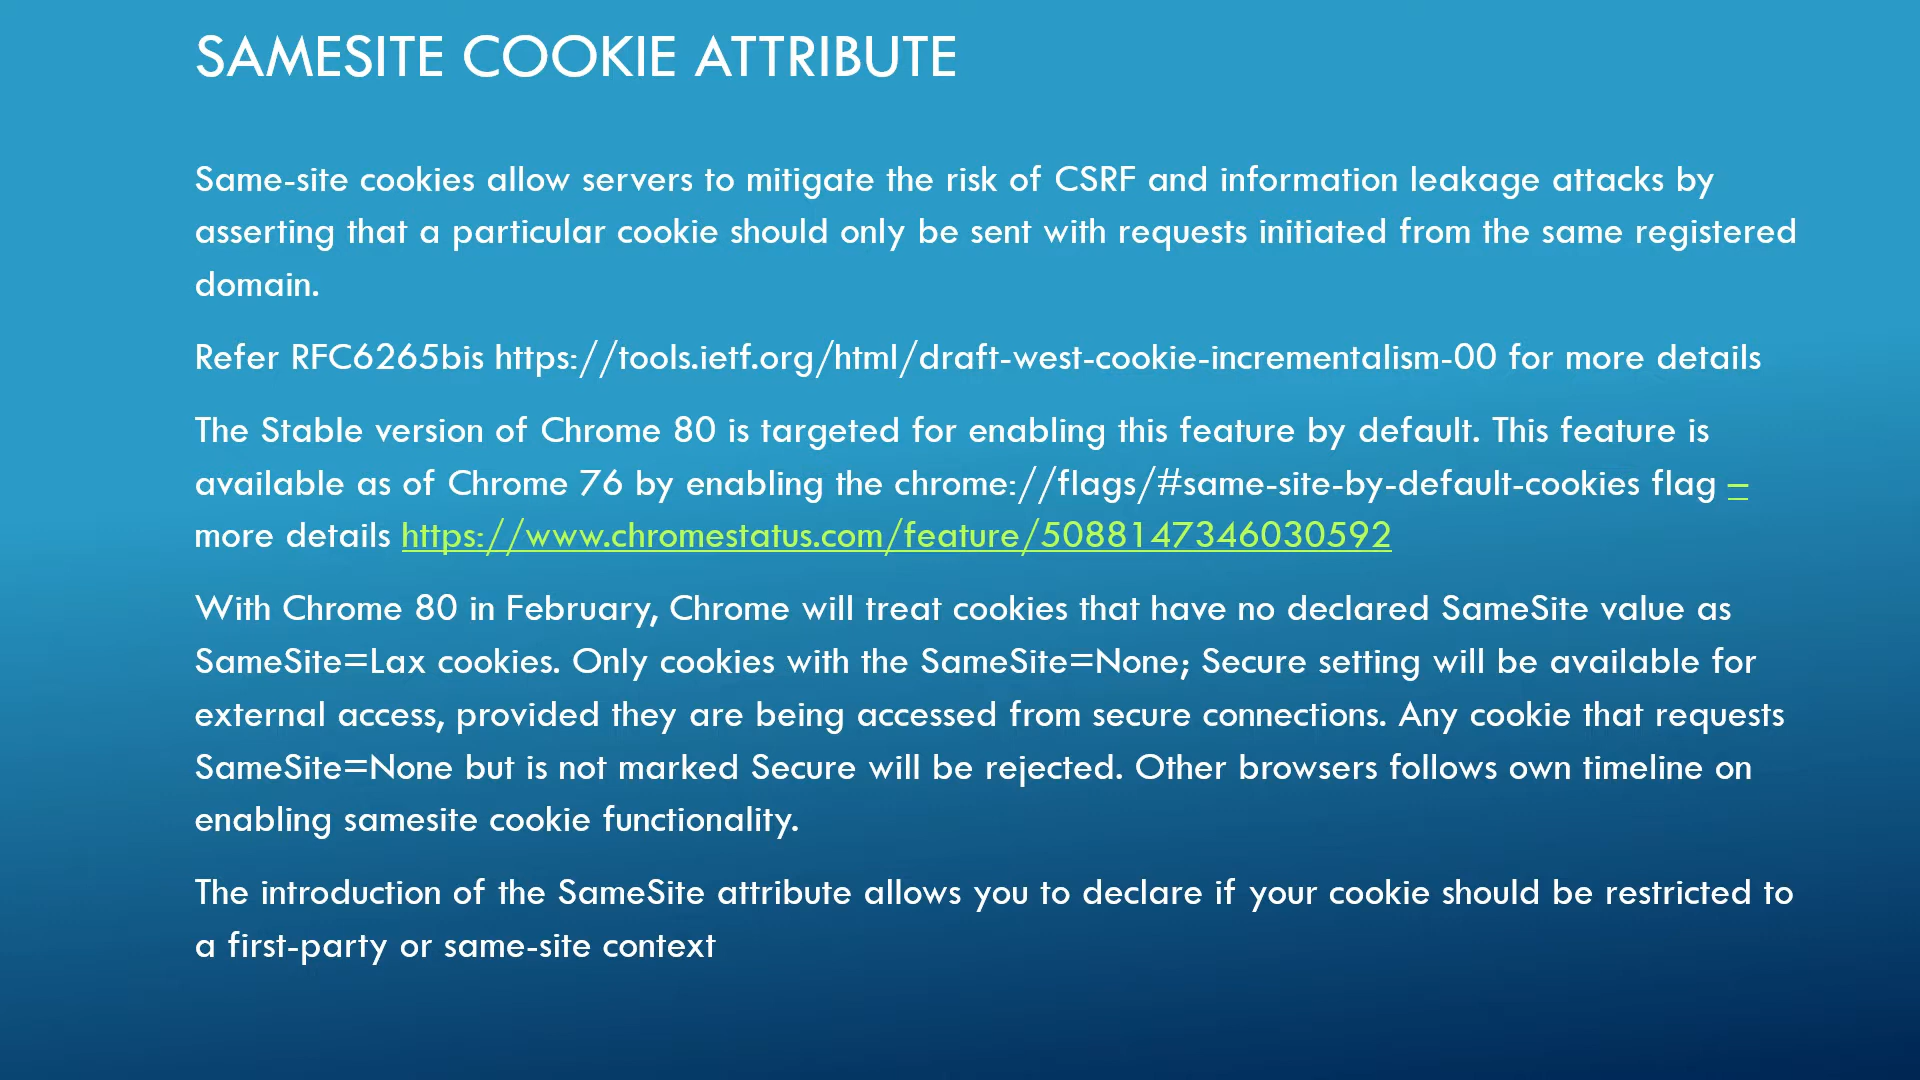 SAMESITE COOKIE ATTRIBUTE
Same-site cookies allow servers to mitigate the risk of CSRF and information leakage attacks by
asserting that a particular cookie should only be sent with requests initiated from the same registered
domain.
Refer RFC6265bis https://tools.ietf.org/html/draft-west-cookie-incrementalism-00 for more details
The Stable version of Chrome 80 is targeted for enabling this feature by default. This feature is
available as of Chrome 76 by enabling the chrome://flags/#same-site-by-default-cookies flag –
more details https://www.chromestatus.com/feature/5088147346030592
With Chrome 80 in February, Chrome will treat cookies that have no declared SameSite value as
SameSite=Lax cookies. Only cookies with the SameSite=None; Secure setting will be available for
external access, provided they are being accessed from secure connections. Any cookie that requests
SameSite=None but is not marked Secure will be rejected. Other browsers follows own timeline on
enabling samesite cookie functionality.
The introduction of the SameSite attribute allows you to declare if your cookie should be restricted to
a first-party or same-site context